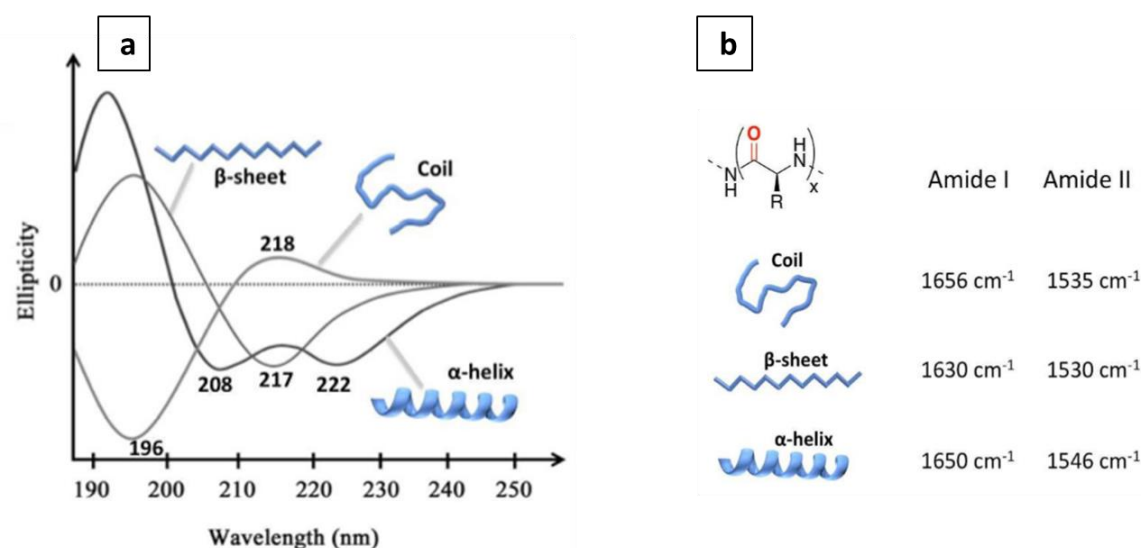 a
β-sheet
Coil
218
Ellipticity
0
208
217
222
α-helix
196
190 200 210 220 230 240 250
Wavelength (nm)
b
O
H
N
N
H
R
x
Amide I Amide II
Coil
1656 cm⁻¹ 1535 cm⁻¹
β-sheet
1630 cm⁻¹ 1530 cm⁻¹
α-helix
1650 cm⁻¹ 1546 cm⁻¹